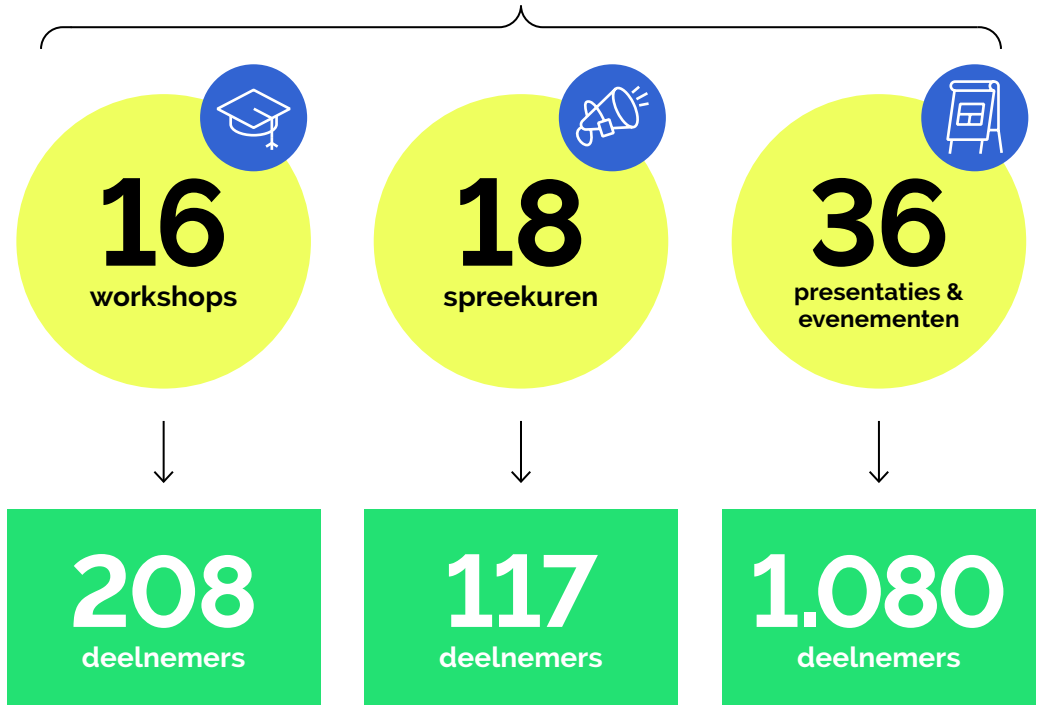 16
workshops
18
spreekuren
36
presentaties &
evenementen
208
deelnemers
117
deelnemers
1.080
deelnemers